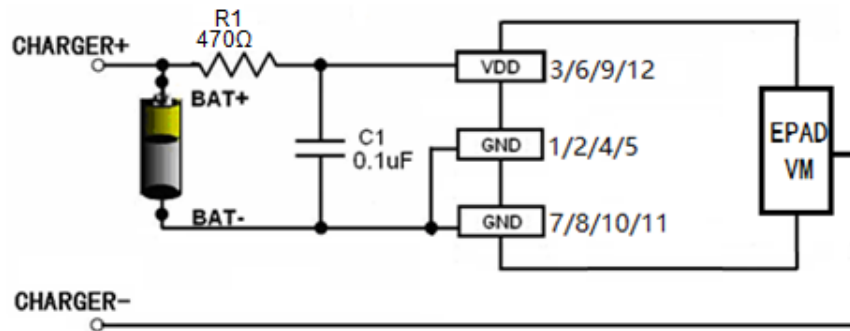 R1
470Ω
CHARGER+
VDD 3/6/9/12
BAT+
C1
0.1uF
GND 1/2/4/5
EPAD
VM
BAT-
GND 7/8/10/11
CHARGER-